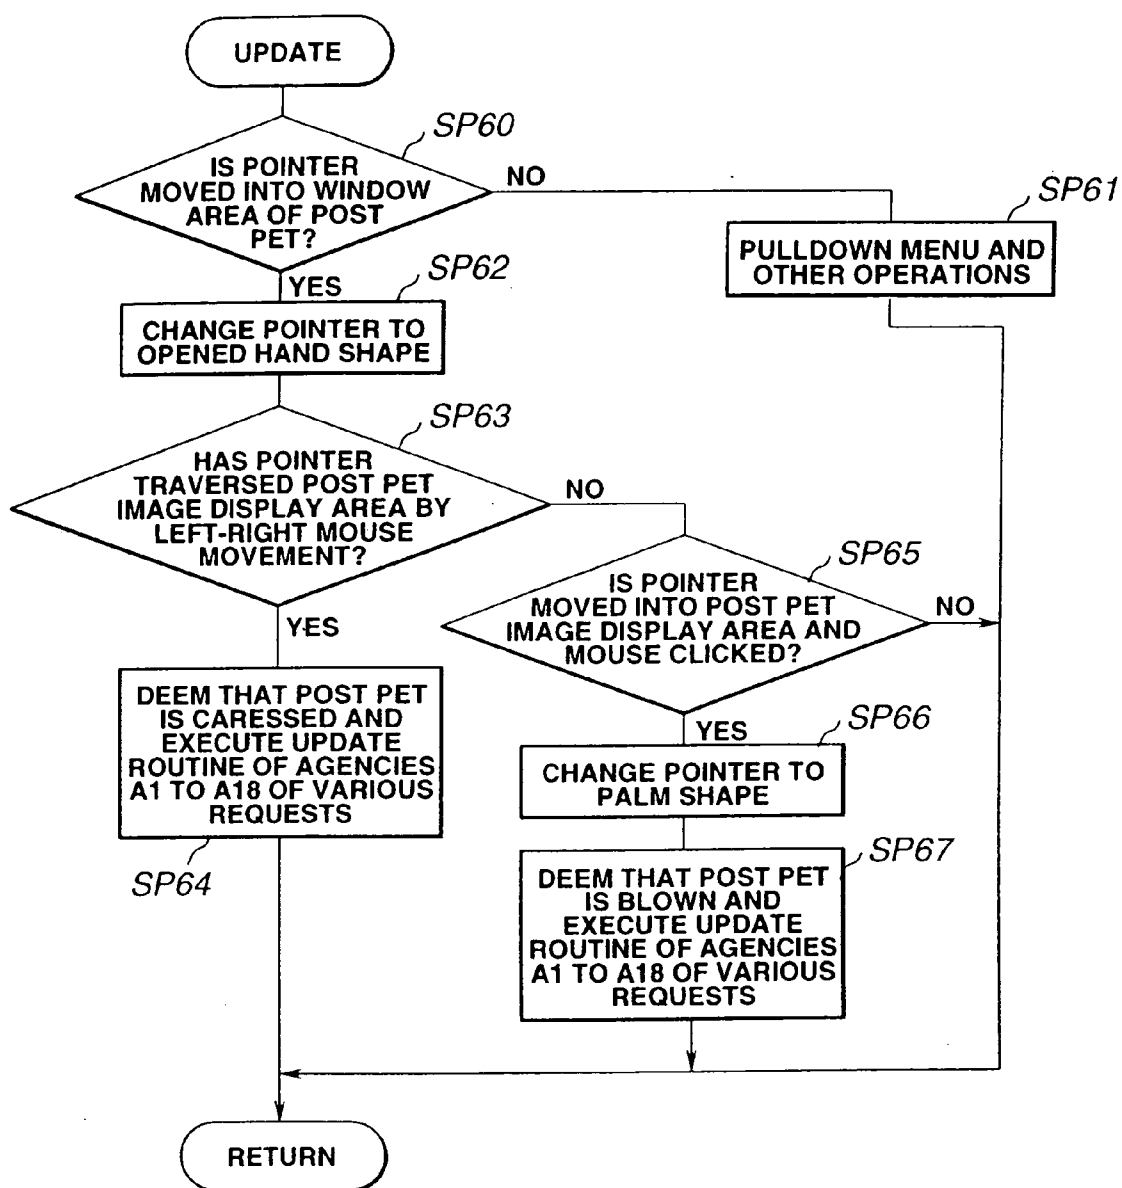 UPDATE
SP60
IS POINTER
MOVED INTO WINDOW
AREA OF POST
PET?
NO
SP61
PULLDOWN MENU AND
OTHER OPERATIONS
YES
SP62
CHANGE POINTER TO
OPENED HAND SHAPE
SP63
HAS POINTER
TRAVERSED POST PET
IMAGE DISPLAY AREA BY
LEFT-RIGHT MOUSE
MOVEMENT?
NO
SP65
IS POINTER
MOVED INTO POST PET
IMAGE DISPLAY AREA AND
MOUSE CLICKED?
NO
YES
DEEM THAT POST PET
IS CARESSED AND
EXECUTE UPDATE
ROUTINE OF AGENCIES
A1 TO A18 OF VARIOUS
REQUESTS
SP64
YES
SP66
CHANGE POINTER TO
PALM SHAPE
SP67
DEEM THAT POST PET
IS BLOWN AND
EXECUTE UPDATE
ROUTINE OF AGENCIES
A1 TO A18 OF VARIOUS
REQUESTS
RETURN